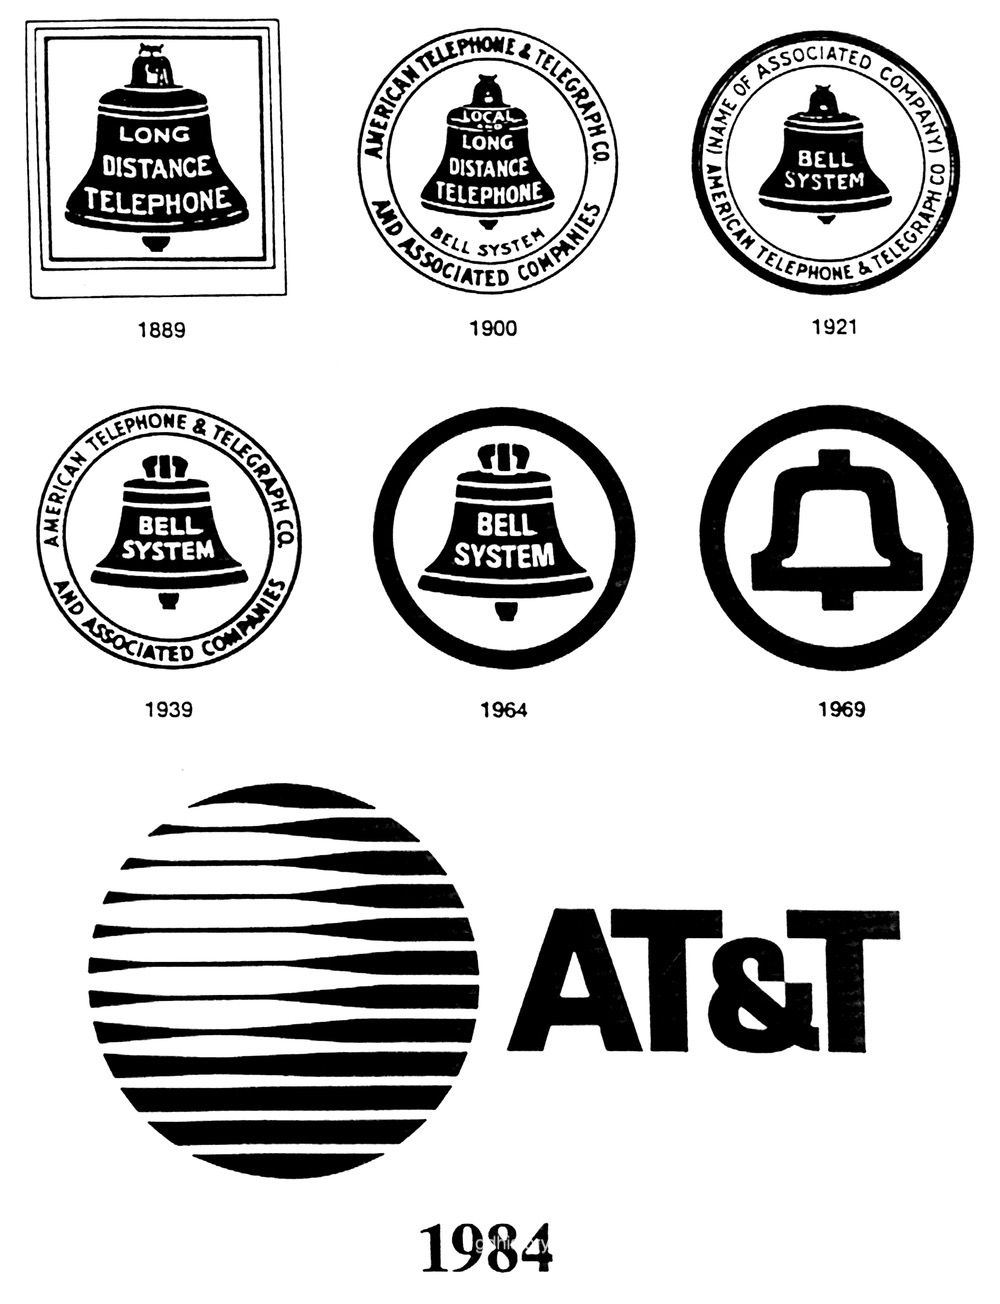 LONG
DISTANCE
TELEPHONE
1889
AMERICAN TELEPHONE & TELEGRAPH CO.
LOCAL
AND
LONG
DISTANCE
TELEPHONE
BELL SYSTEM
AND ASSOCIATED COMPANIES
1900
(NAME OF ASSOCIATED COMPANY)
BELL
SYSTEM
AMERICAN TELEPHONE & TELEGRAPH CO
1921
AMERICAN TELEPHONE & TELEGRAPH CO.
BELL
SYSTEM
AND ASSOCIATED COMPANIES
1939
BELL
SYSTEM
1964
1969
AT&T
1984